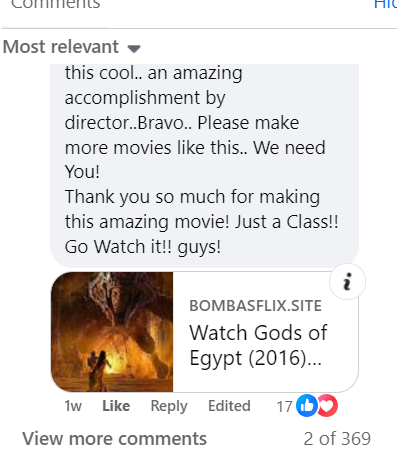 Comments
Hid
Most relevant
this cool.. an amazing
accomplishment by
director..Bravo.. Please make
more movies like this.. We need
You!
Thank you so much for making
this amazing movie! Just a Class!!
Go Watch it!! guys!
i
BOMBASFLIX.SITE
Watch Gods of
Egypt (2016)...
1w Like Reply Edited 17
View more comments 2 of 369